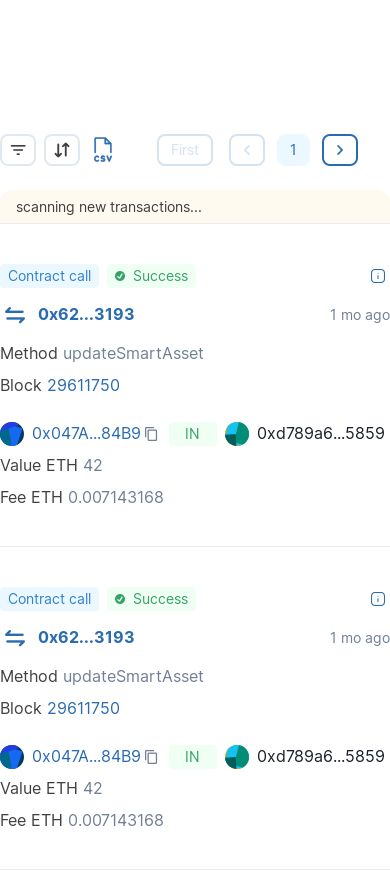 CSV
First
1
scanning new transactions...
Contract call Success
0x62...3193 1 mo ago
Method updateSmartAsset
Block 29611750
0x047A...84B9 IN 0xd789a6...5859
Value ETH 42
Fee ETH 0.007143168
Contract call Success
0x62...3193 1 mo ago
Method updateSmartAsset
Block 29611750
0x047A...84B9 IN 0xd789a6...5859
Value ETH 42
Fee ETH 0.007143168